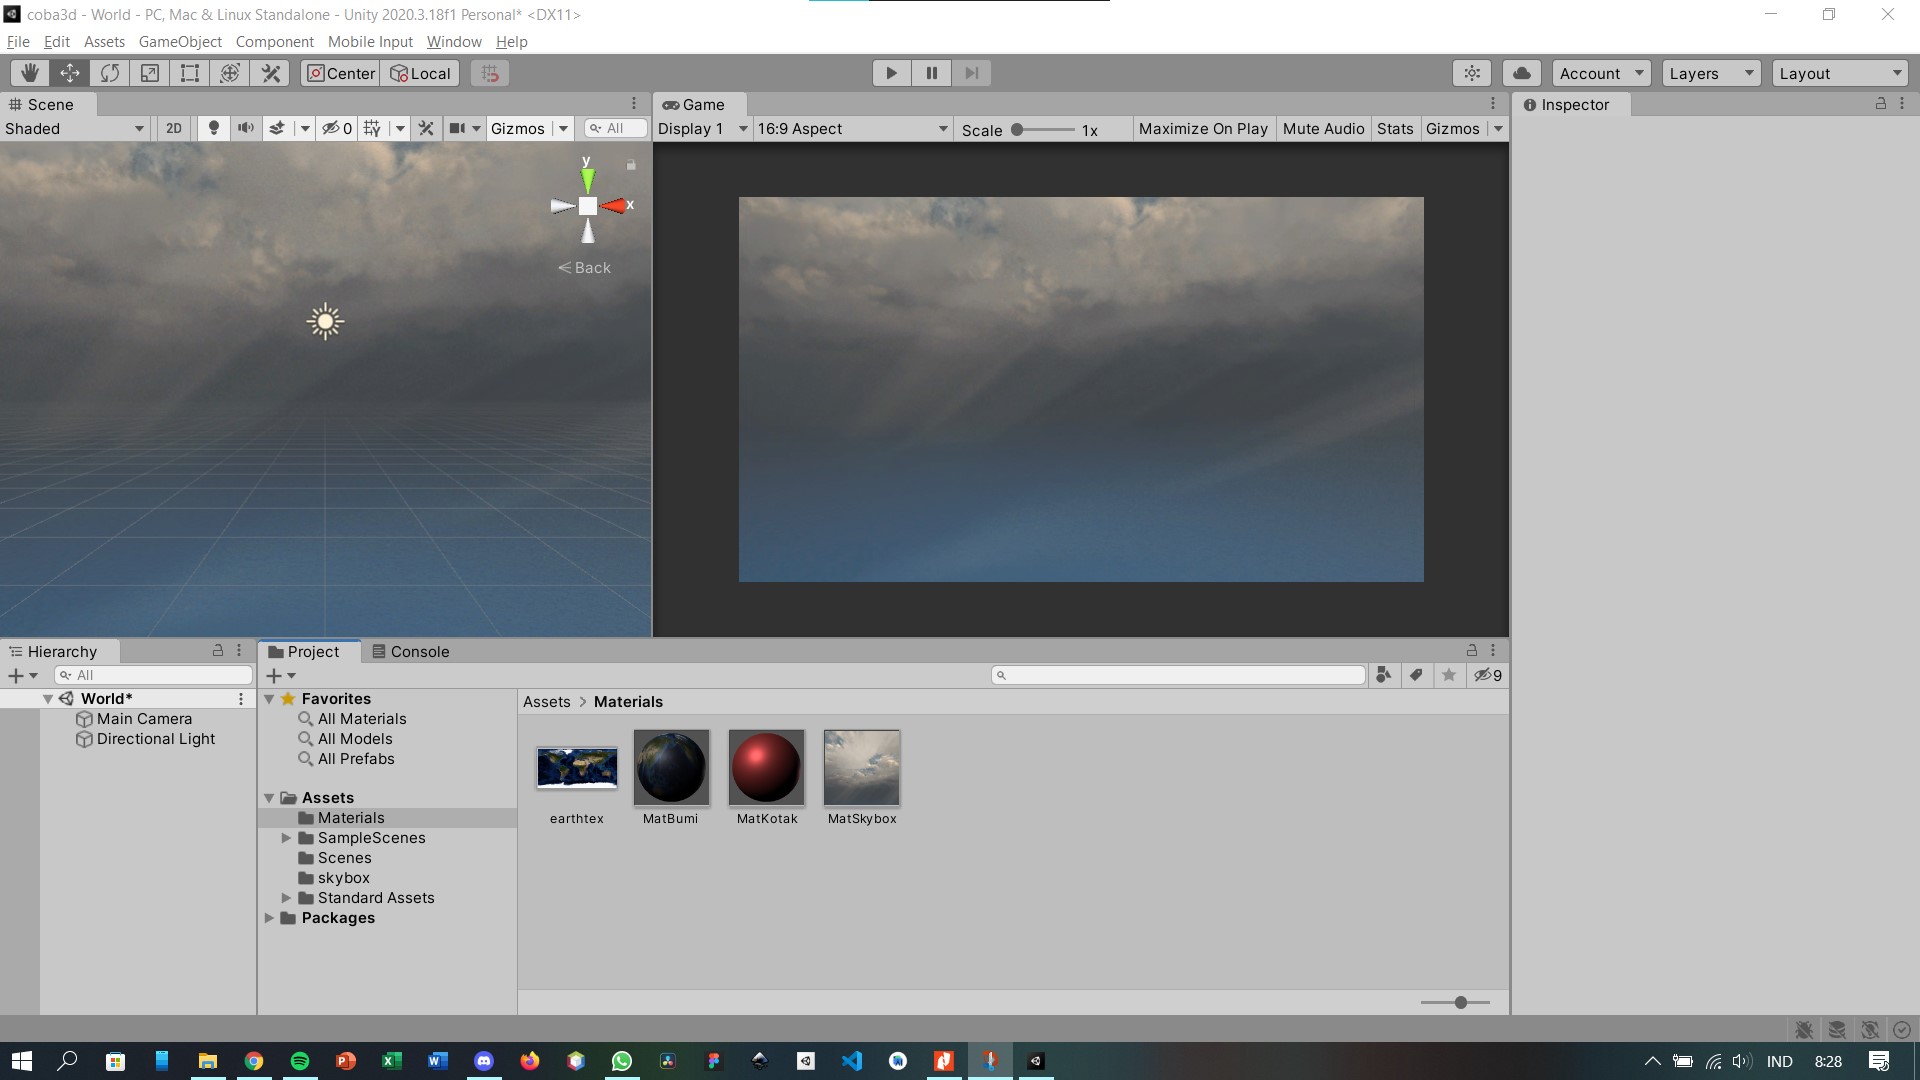 coba3d - World - PC, Mac & Linux Standalone - Unity 2020.3.18f1 Personal* <DX11>
File Edit Assets GameObject Component Mobile Input Window Help
Center Local Account Layers Layout
Scene
Shaded 2D 0 Gizmos All
y
x
Back
Game
Display 1 16:9 Aspect Scale 1x Maximize On Play Mute Audio Stats Gizmos
Inspector
Hierarchy
All
World*
Main Camera
Directional Light
Project Console
9
Favorites
All Materials
All Models
All Prefabs
Assets
Materials
SampleScenes
Scenes
skybox
Standard Assets
Packages
Assets > Materials
earthtex MatBumi MatKotak MatSkybox
IND 8:28